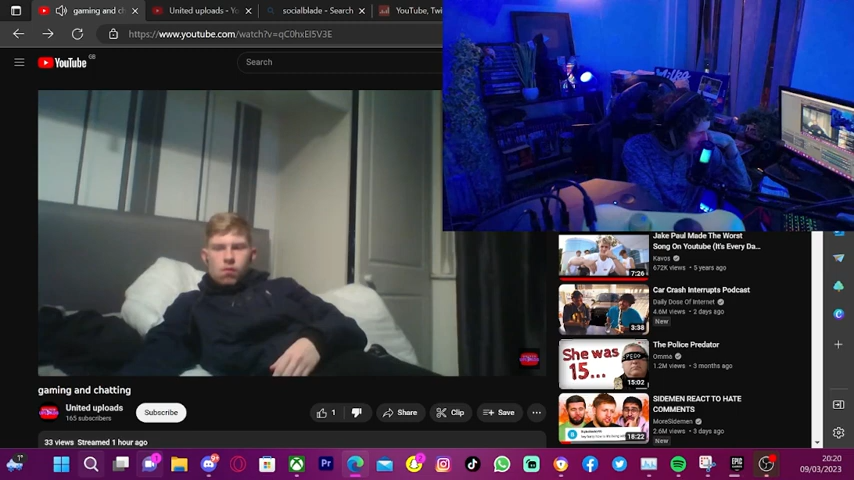 gaming and ch
United uploads - Yo
socialblade - Search
YouTube, Twi
https://www.youtube.com/watch?v=qC0hxEI5V3E
YouTube GB
Search
Milko
gaming and chatting
United uploads
165 subscribers
Subscribe
1
Share
Clip
Save
33 views Streamed 1 hour ago
Jake Paul Made The Worst
Song On Youtube (It's Every Da...
Kavos
672K views • 5 years ago
7:26
Car Crash Interrupts Podcast
Daily Dose Of Internet
4.6M views • 2 days ago
New
3:38
The Police Predator
Ommia
1.2M views • 3 months ago
She was
15...
15:02
SIDEMEN REACT TO HATE
COMMENTS
MoreSidemen
2.6M views • 3 days ago
New
18:22
Pr
EPIC
20:20
09/03/2023